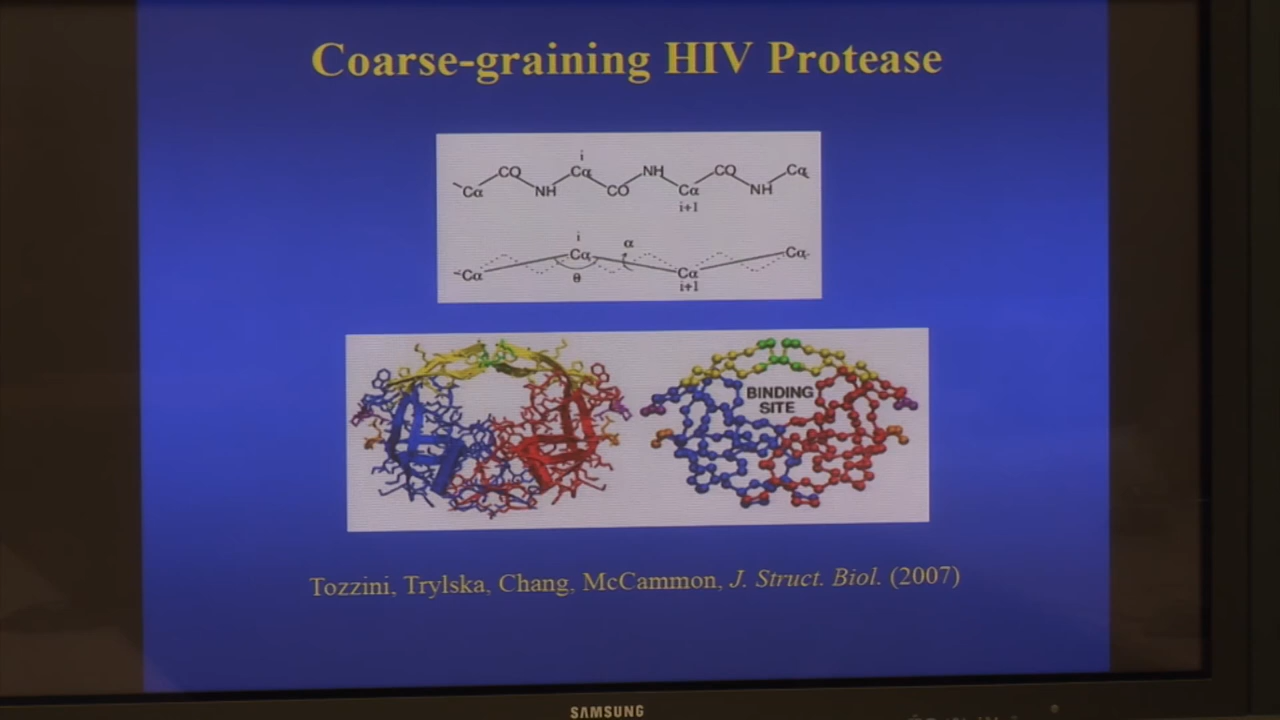 Coarse-graining HIV Protease
i
CO Cα NH CO Cα
Cα NH CO Cα NH
i+1
i α
Cα Cα
Cα θ Cα
i+1
BINDING
SITE
Tozzini, Trylska, Chang, McCammon, J. Struct. Biol. (2007)
SAMSUNG